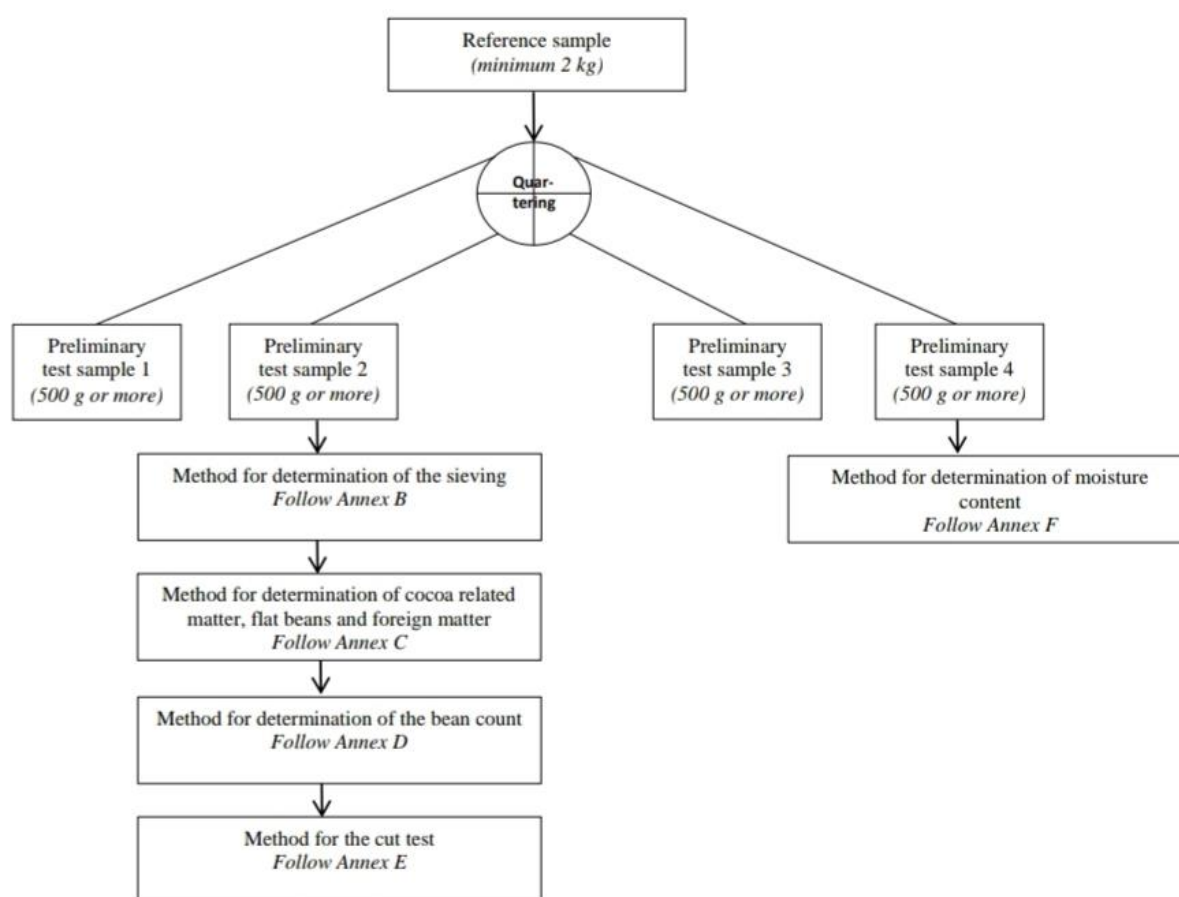 Reference sample
(minimum 2 kg)
Quar-
tering
Preliminary
test sample 1
(500 g or more)
Preliminary
test sample 2
(500 g or more)
Preliminary
test sample 3
(500 g or more)
Preliminary
test sample 4
(500 g or more)
Method for determination of the sieving
Follow Annex B
Method for determination of cocoa related
matter, flat beans and foreign matter
Follow Annex C
Method for determination of the bean count
Follow Annex D
Method for the cut test
Follow Annex E
Method for determination of moisture
content
Follow Annex F